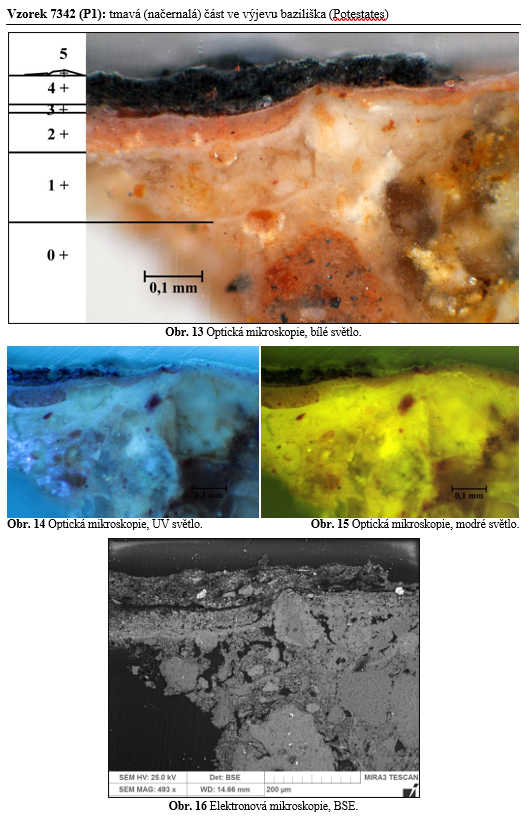 Vzorek 7342 (P1): tmavá (načernalá) část ve výjevu baziliška (Potestates)
5
4 +
3 +
2 +
1 +
0 +
0,1 mm
Obr. 13 Optická mikroskopie, bílé světlo.
0,1 mm
0,1 mm
Obr. 14 Optická mikroskopie, UV světlo.
Obr. 15 Optická mikroskopie, modré světlo.
SEM HV: 25.0 kV
Det: BSE
MIRA3 TESCAN
SEM MAG: 493 x
WD: 14.66 mm
200 µm
Obr. 16 Elektronová mikroskopie, BSE.